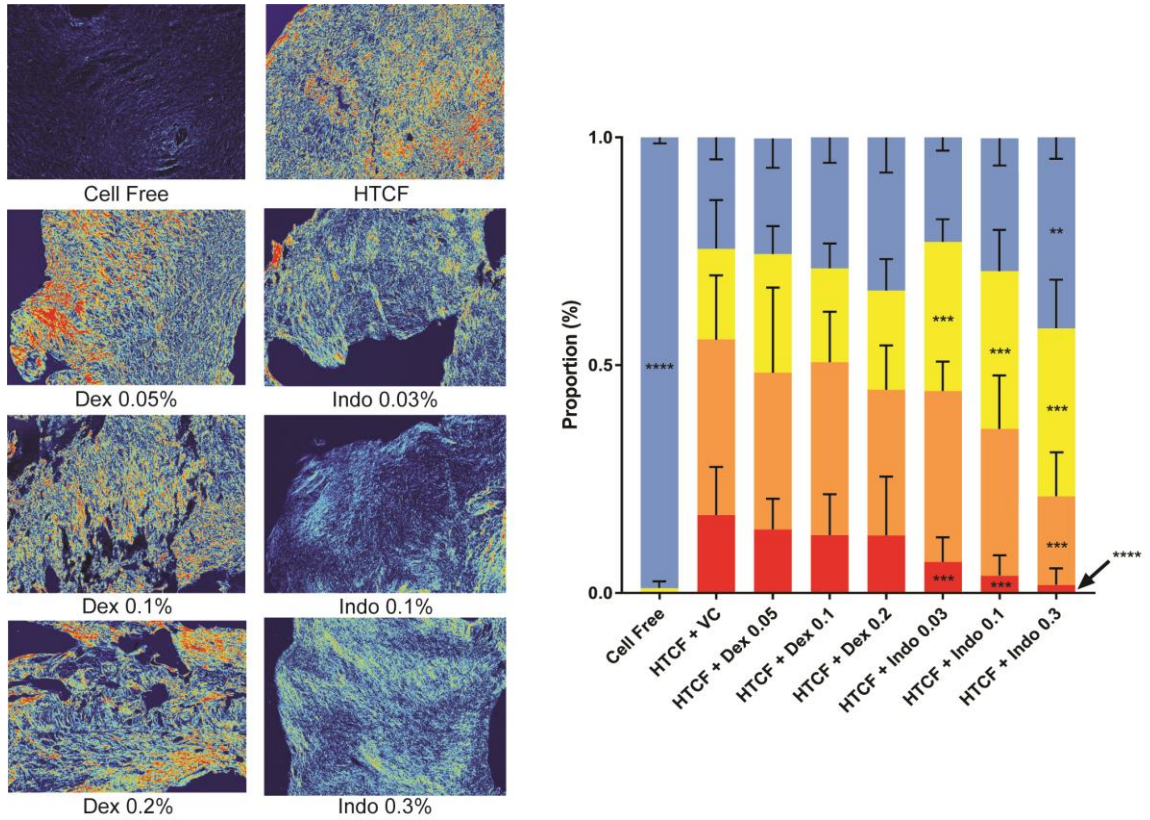 Cell Free
HTCF
Dex 0.05%
Indo 0.03%
Dex 0.1%
Indo 0.1%
Dex 0.2%
Indo 0.3%
Proportion (%)
1.0
0.5
0.0
****
***
***
***
***
**
***
***
****
Cell Free
HTCF + VC
HTCF + Dex 0.05
HTCF + Dex 0.1
HTCF + Dex 0.2
HTCF + Indo 0.03
HTCF + Indo 0.1
HTCF + Indo 0.3